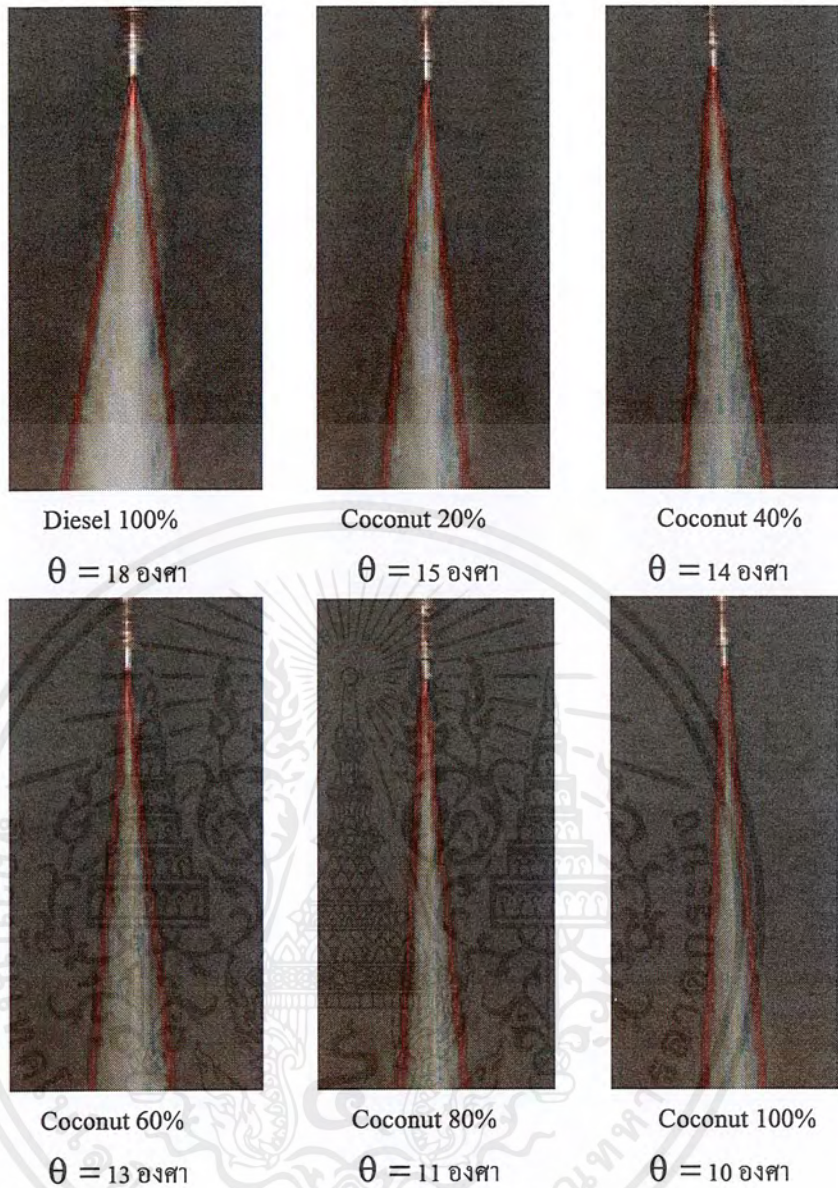 Diesel 100%
θ = 18 องศา
Coconut 20%
θ = 15 องศา
Coconut 40%
θ = 14 องศา
Coconut 60%
θ = 13 องศา
Coconut 80%
θ = 11 องศา
Coconut 100%
θ = 10 องศา